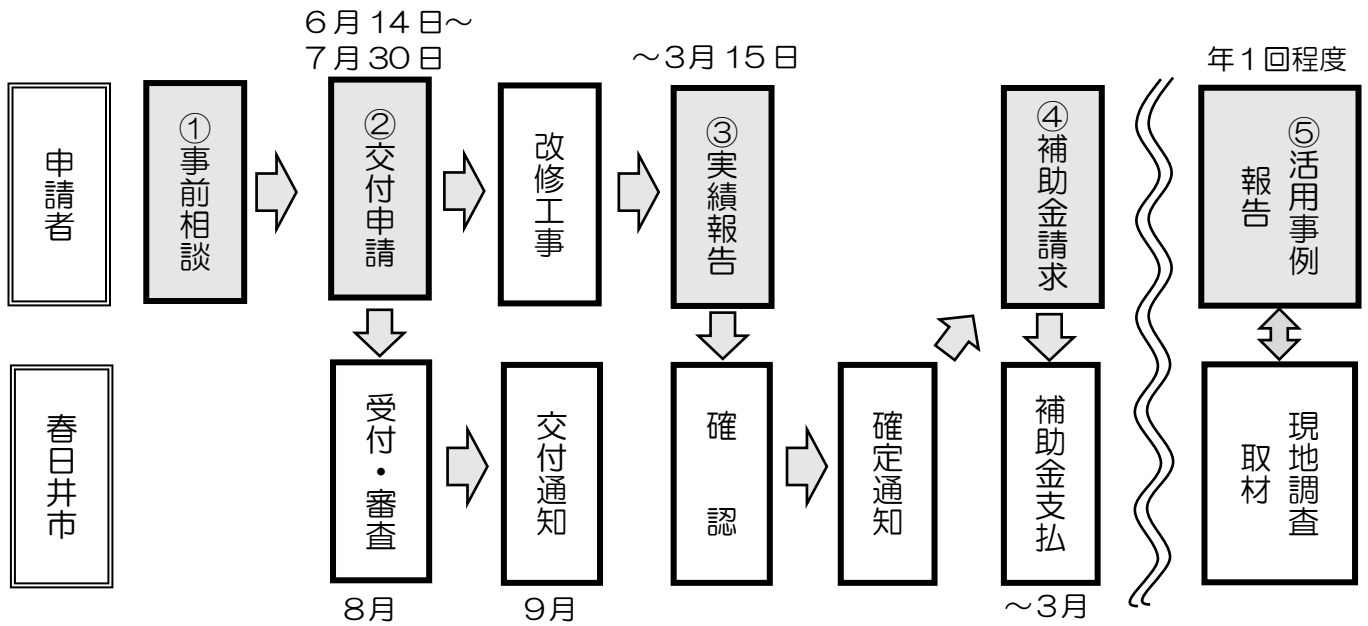 ６月14日～
７月30日
～３月15日
年１回程度
申請者
①事前相談
②交付申請
改修工事
③実績報告
④補助金請求
⑤活用事例
報告
春日井市
受付・審査
交付通知
確認
確定通知
補助金支払
現地調査
取材
８月
９月
～３月